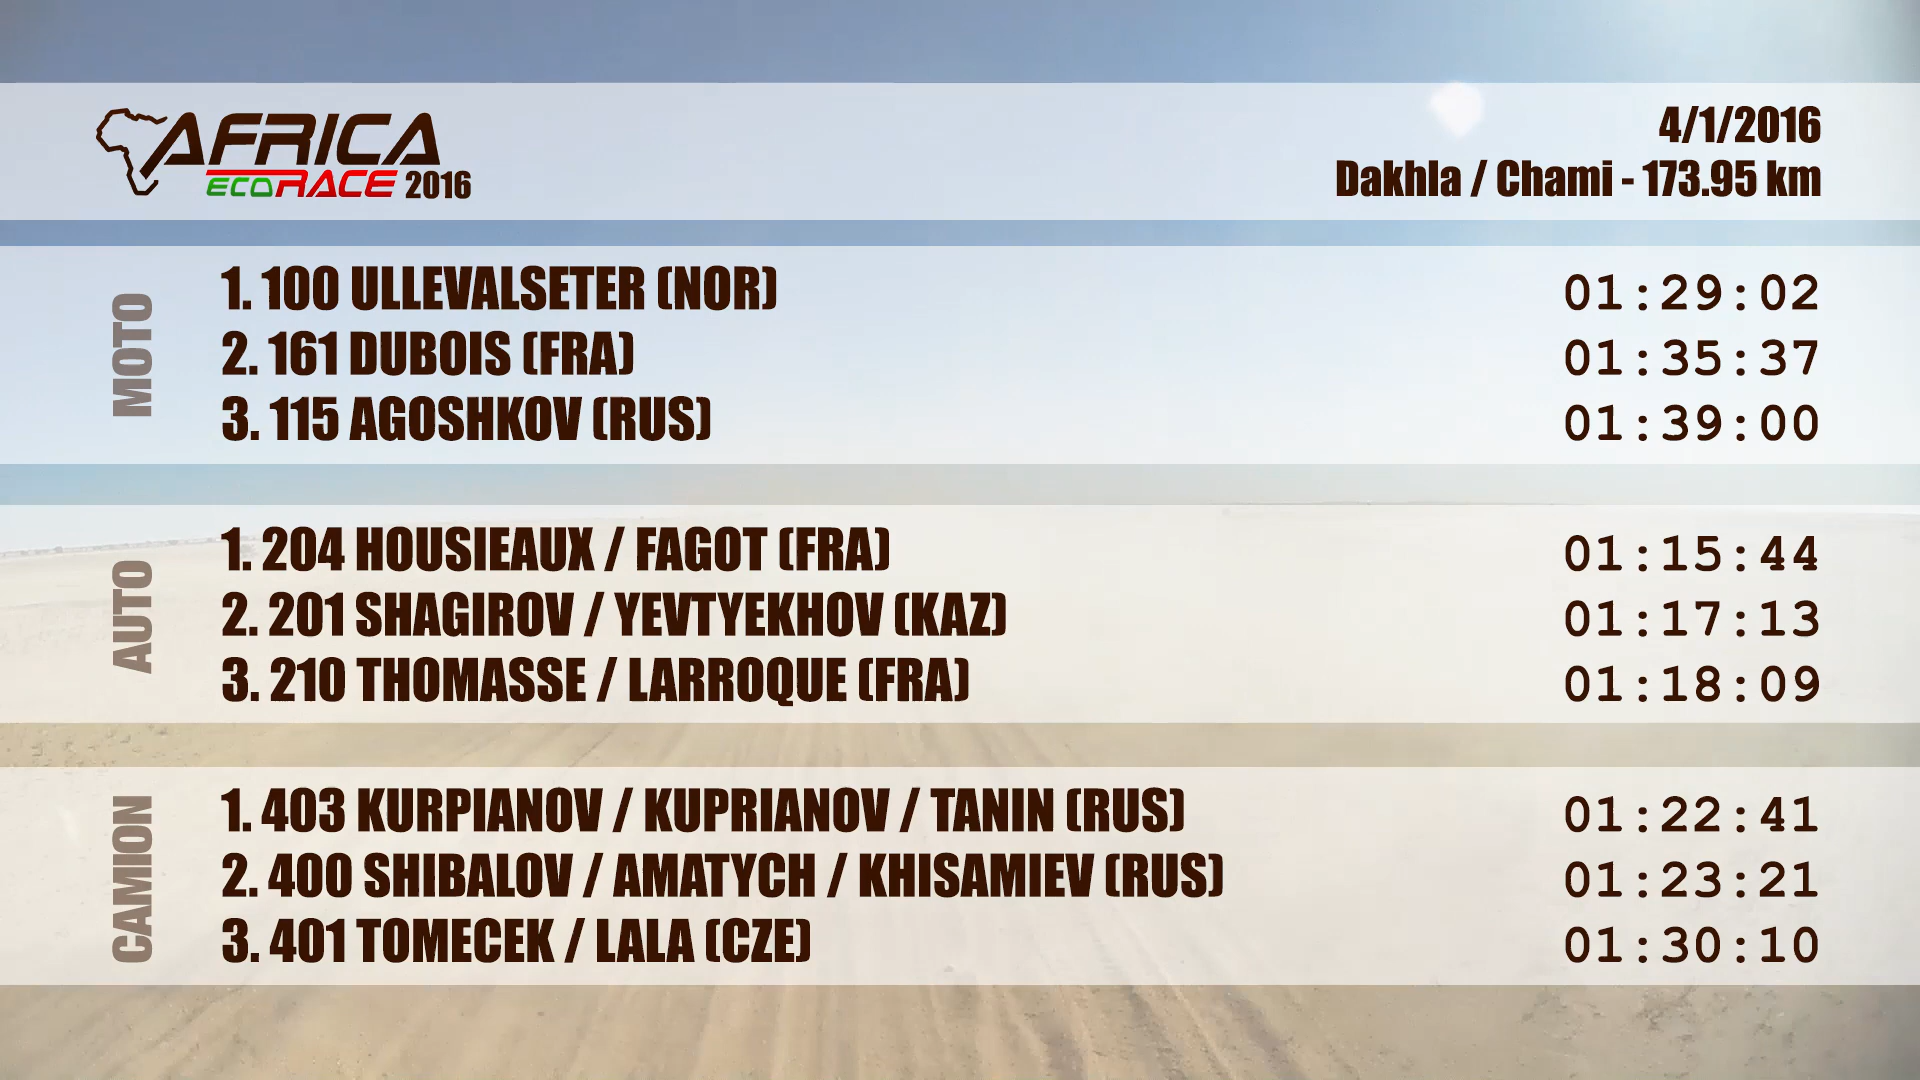 AFRICA
ECORACE 2016
4/1/2016
Dakhla / Chami - 173.95 km
MOTO
1. 100 ULLEVALSETER (NOR) 01:29:02
2. 161 DUBOIS (FRA) 01:35:37
3. 115 AGOSHKOV (RUS) 01:39:00
AUTO
1. 204 HOUSIEAUX / FAGOT (FRA) 01:15:44
2. 201 SHAGIROV / YEVTYEKHOV (KAZ) 01:17:13
3. 210 THOMASSE / LARROQUE (FRA) 01:18:09
CAMION
1. 403 KURPIANOV / KUPRIANOV / TANIN (RUS) 01:22:41
2. 400 SHIBALOV / AMATYCH / KHISAMIEV (RUS) 01:23:21
3. 401 TOMECEK / LALA (CZE) 01:30:10